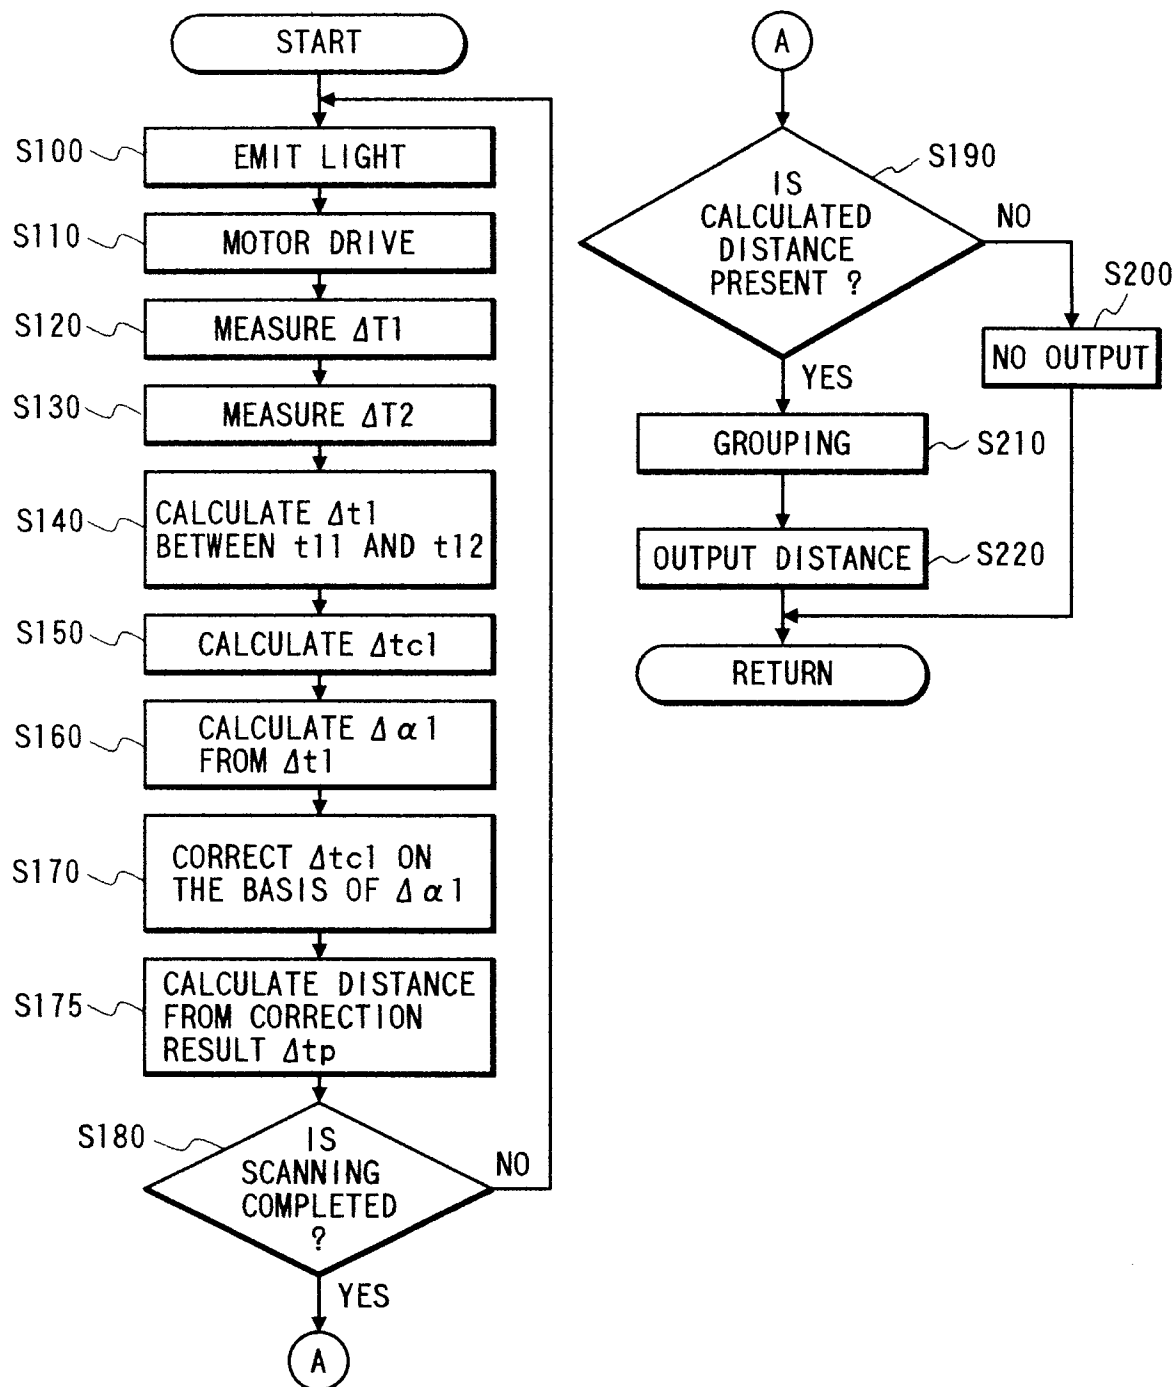 START
S100
EMIT LIGHT
S110
MOTOR DRIVE
S120
MEASURE ΔT1
S130
MEASURE ΔT2
S140
CALCULATE Δt1
BETWEEN t11 AND t12
S150
CALCULATE Δtc1
S160
CALCULATE Δα1
FROM Δt1
S170
CORRECT Δtc1 ON
THE BASIS OF Δα1
S175
CALCULATE DISTANCE
FROM CORRECTION
RESULT Δtp
S180
IS
SCANNING
COMPLETED
?
NO
YES
A
A
S190
IS
CALCULATED
DISTANCE
PRESENT ?
NO
S200
NO OUTPUT
YES
GROUPING
S210
OUTPUT DISTANCE
S220
RETURN